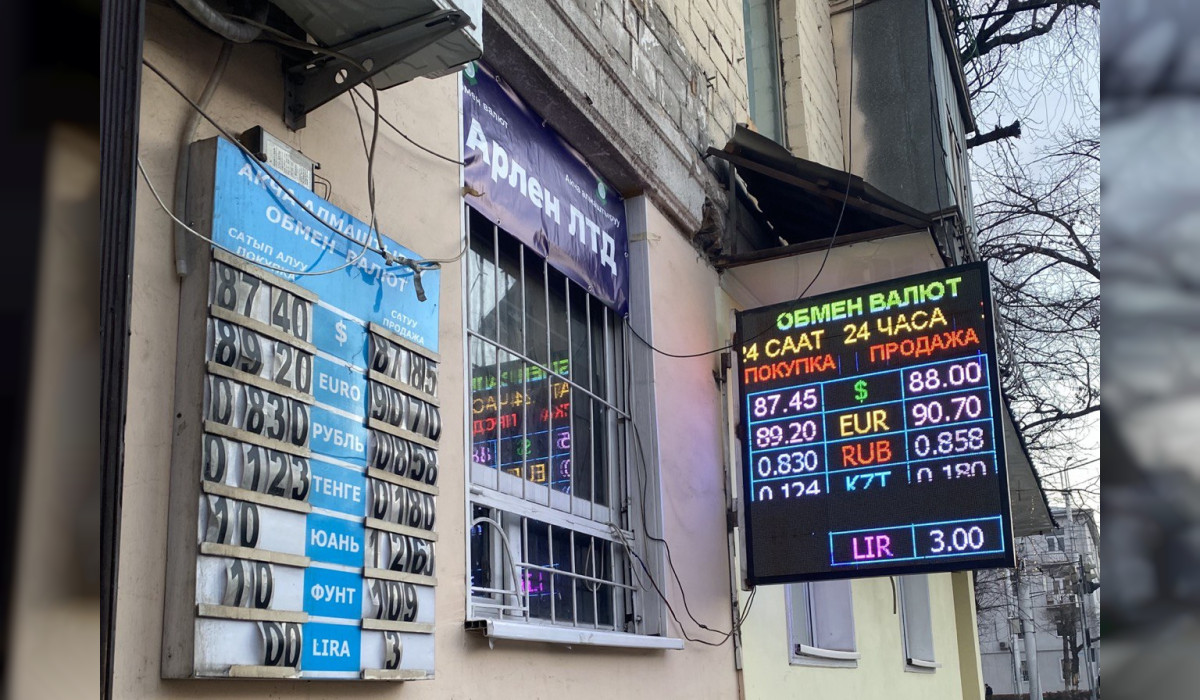 АКЧА АЛМАШТЫРУУ
ОБМЕН ВАЛЮТ
САТЫП АЛУУ
ПОКУПКА
САТУУ
ПРОДАЖА
87 40 $ 87 85
89 20 EURO 90 70
0 830 РУБЛЬ 0 858
0 123 ТЕНГЕ 0 180
10 ЮАНЬ 126
110 ФУНТ 109
00 LIRA 3
Арлен лтд
ОБМЕН ВАЛЮТ
24 СААТ 24 ЧАСА
ПОКУПКА ПРОДАЖА
87.45 $ 88.00
89.20 EUR 90.70
0.830 RUB 0.858
0.124 KZT 0.180
LIR 3.00